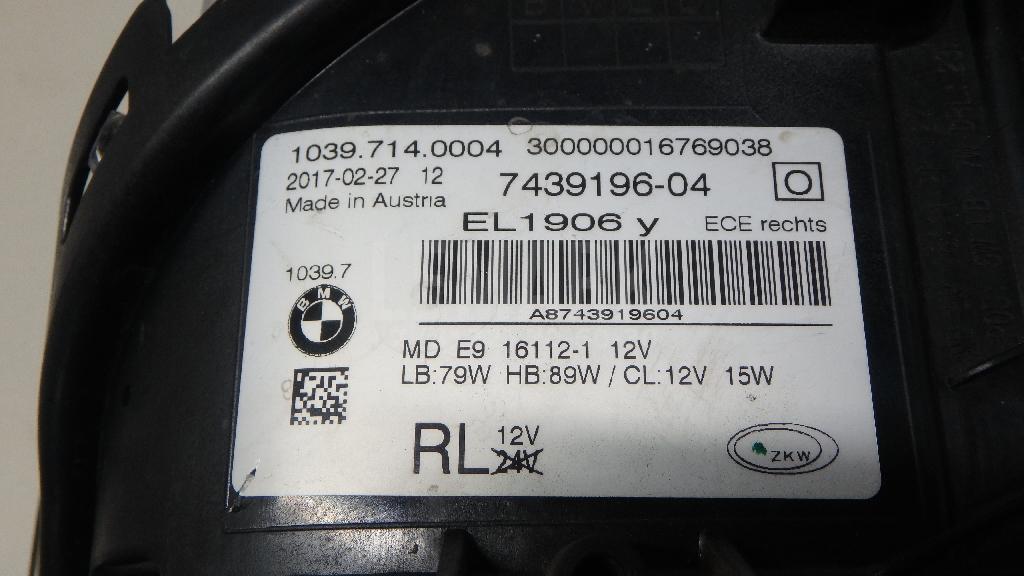 1039.714.0004 300000016769038
2017-02-27 12 7439196-04 O
Made in Austria
EL1906 y ECE rechts
1039.7
BMW
A8743919604
MD E9 16112-1 12V
LB:79W HB:89W / CL:12V 15W
RL 12V
24V
ZKW